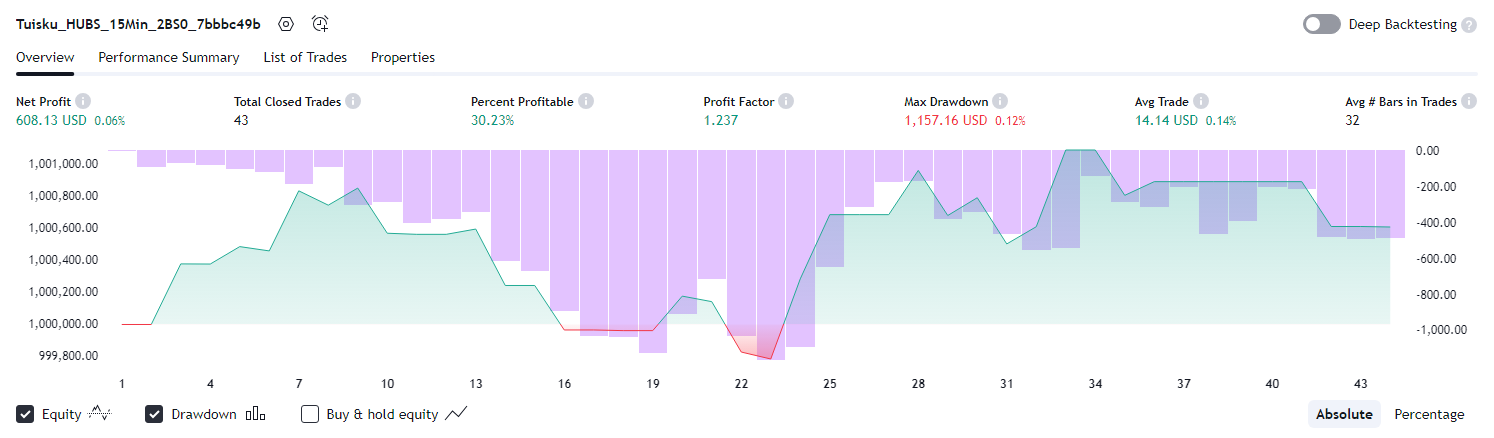 Tuisku_HUBS_15Min_2BS0_7bbbc49b
Deep Backtesting ?
Overview Performance Summary List of Trades Properties
Net Profit i Total Closed Trades i Percent Profitable i Profit Factor i Max Drawdown i Avg Trade i Avg # Bars in Trades i
608.13 USD 0.06% 43 30.23% 1.237 1,157.16 USD 0.12% 14.14 USD 0.14% 32
1,001,000.00 0.00
1,000,800.00 -200.00
1,000,600.00 -400.00
1,000,400.00 -600.00
1,000,200.00 -800.00
1,000,000.00 -1,000.00
999,800.00
1 4 7 10 13 16 19 22 25 28 31 34 37 40 43
Equity Drawdown Buy & hold equity Absolute Percentage